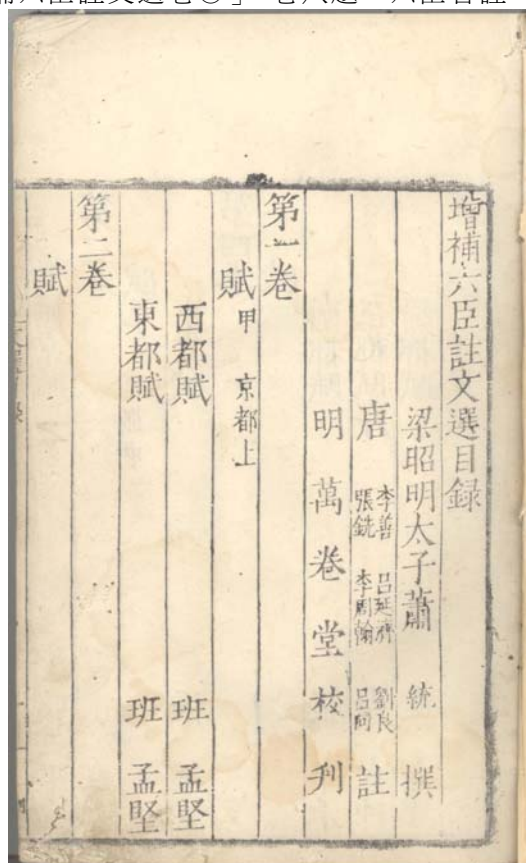 增補六臣註文選目録
梁昭明太子蕭 統 撰
唐 李善 呂延濟 劉良 張銑 李周翰 呂向 註
明 萬 卷 堂 校 刋
第一卷
賦甲 京都上
西都賦 班 孟堅
東都賦 班 孟堅
第二卷
賦